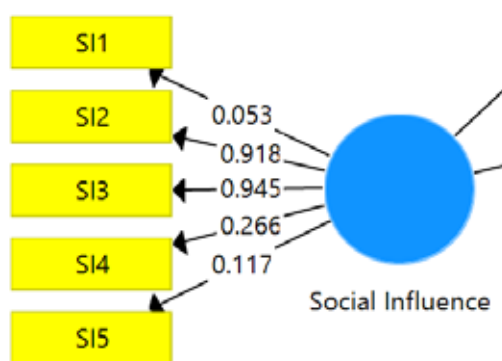 SI1
0.053
SI2
0.918
SI3
0.945
SI4
0.266
0.117
SI5
Social Influence